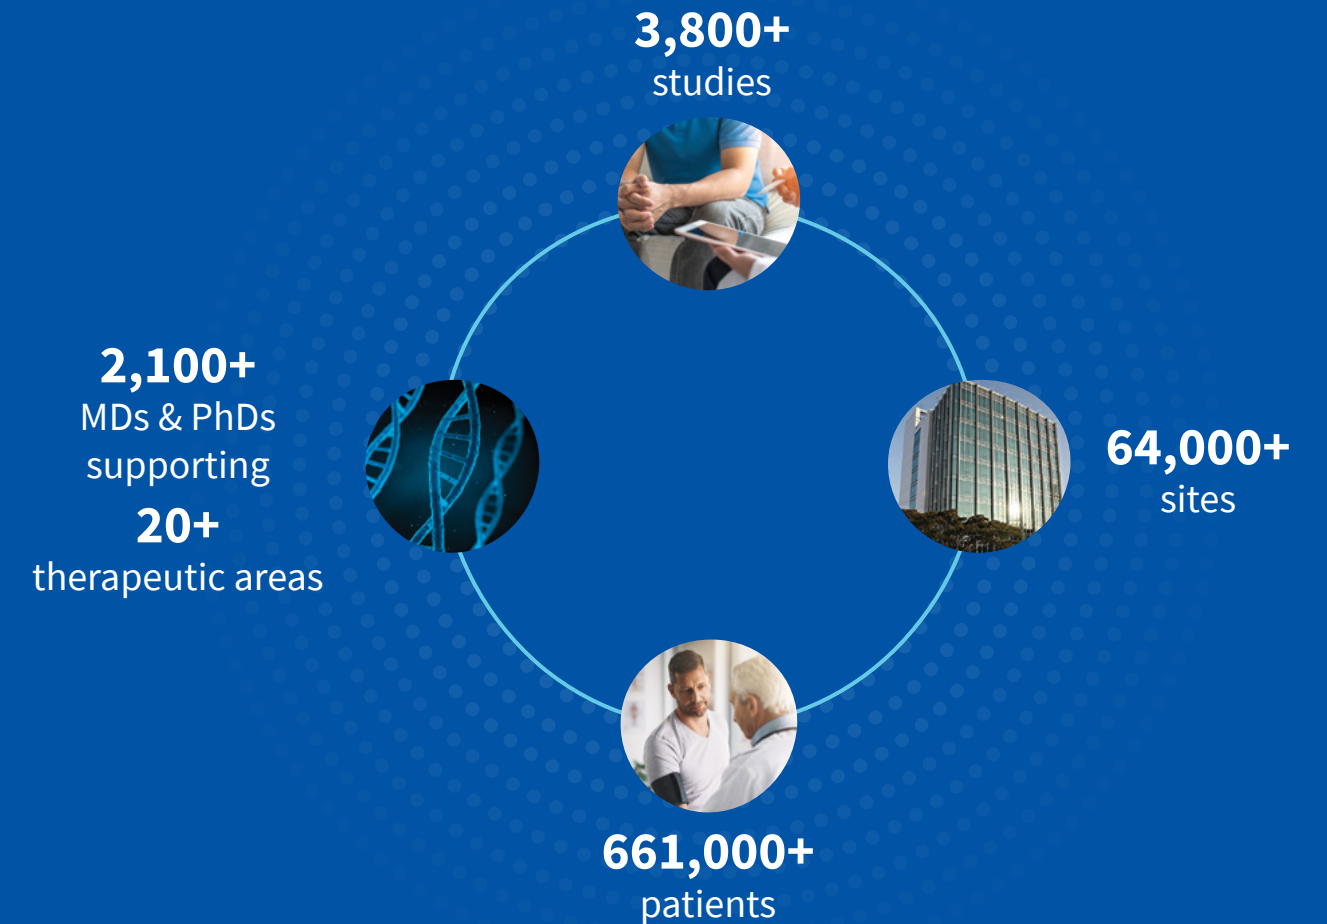 3,800+
studies
2,100+
MDs & PhDs
supporting
20+
therapeutic areas
64,000+
sites
661,000+
patients